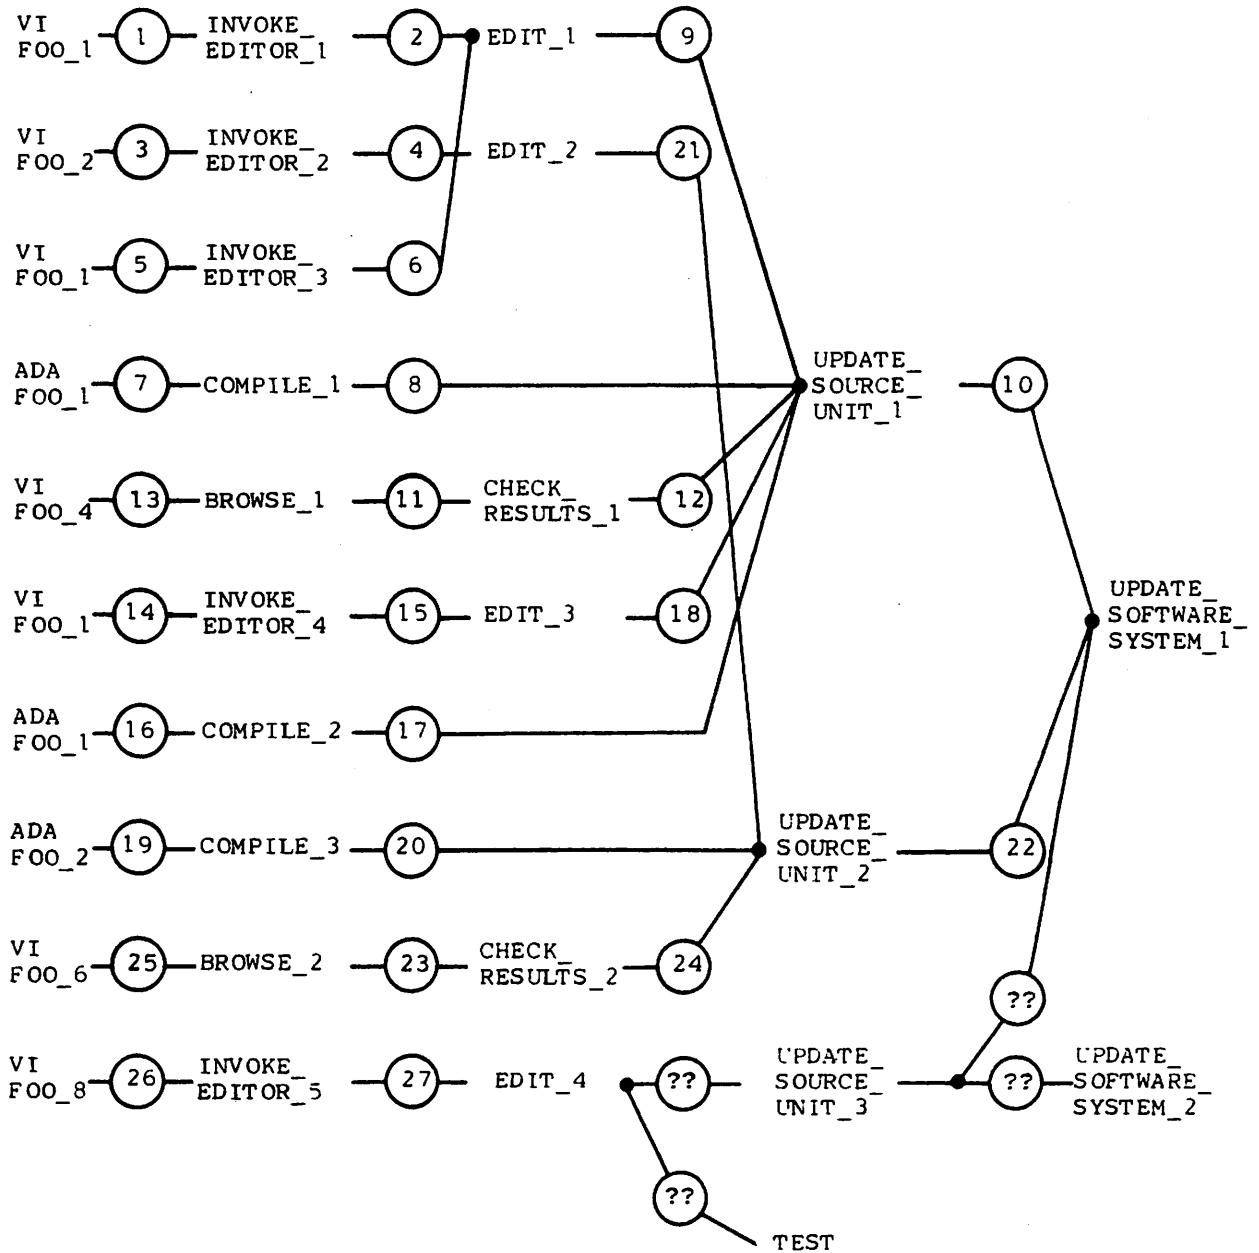 VI
FOO_1
1
INVOKE_
EDITOR_1
2
EDIT_1
9
VI
FOO_2
3
INVOKE_
EDITOR_2
4
EDIT_2
21
VI
FOO_1
5
INVOKE_
EDITOR_3
6
ADA
FOO_1
7
COMPILE_1
8
UPDATE_
SOURCE_
UNIT_1
10
VI
FOO_4
13
BROWSE_1
11
CHECK_
RESULTS_1
12
VI
FOO_1
14
INVOKE_
EDITOR_4
15
EDIT_3
18
UPDATE_
SOFTWARE_
SYSTEM_1
ADA
FOO_1
16
COMPILE_2
17
ADA
FOO_2
19
COMPILE_3
20
UPDATE_
SOURCE_
UNIT_2
22
VI
FOO_6
25
BROWSE_2
23
CHECK_
RESULTS_2
24
??
VI
FOO_8
26
INVOKE_
EDITOR_5
27
EDIT_4
??
UPDATE_
SOURCE_
UNIT_3
??
UPDATE_
SOFTWARE_
SYSTEM_2
??
TEST